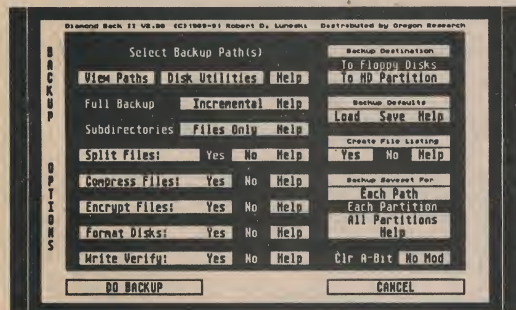 Diamond Back II V2.20 (C)1989-91 Robert D. Luneski Distributed by Oregon Research
BACKUP OPTIONS
Select Backup Path(s)
View Paths Disk Utilities Help
Full Backup Incremental Help
Subdirectories Files Only Help
Split Files: Yes No Help
Compress Files: Yes No Help
Encrypt Files: Yes No Help
Format Disks: Yes No Help
Write Verify: Yes No Help
Backup Destination
To Floppy Disks
To HD Partition
Backup Defaults
Load Save Help
Create File Listing
Yes No Help
Backup Saveset For
Each Path
Each Partition
All Partitions
Help
Clr A-Bit No Mod
DO BACKUP CANCEL